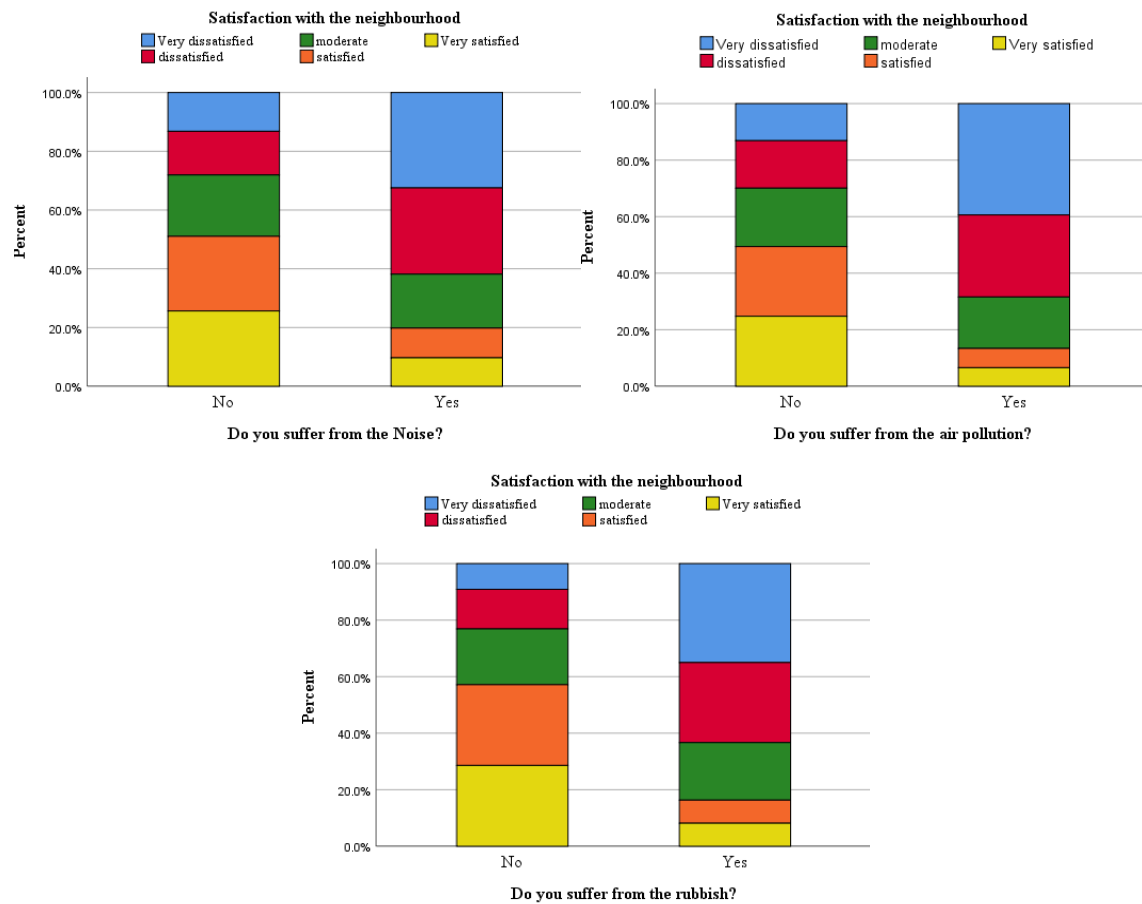 Satisfaction with the neighbourhood
Very dissatisfied moderate Very satisfied
dissatisfied satisfied
100.0%
80.0%
60.0%
40.0%
20.0%
0.0%
Percent
No Yes
Do you suffer from the Noise?
Satisfaction with the neighbourhood
Very dissatisfied moderate Very satisfied
dissatisfied satisfied
100.0%
80.0%
60.0%
40.0%
20.0%
0.0%
Percent
No Yes
Do you suffer from the air pollution?
Satisfaction with the neighbourhood
Very dissatisfied moderate Very satisfied
dissatisfied satisfied
100.0%
80.0%
60.0%
40.0%
20.0%
0.0%
Percent
No Yes
Do you suffer from the rubbish?